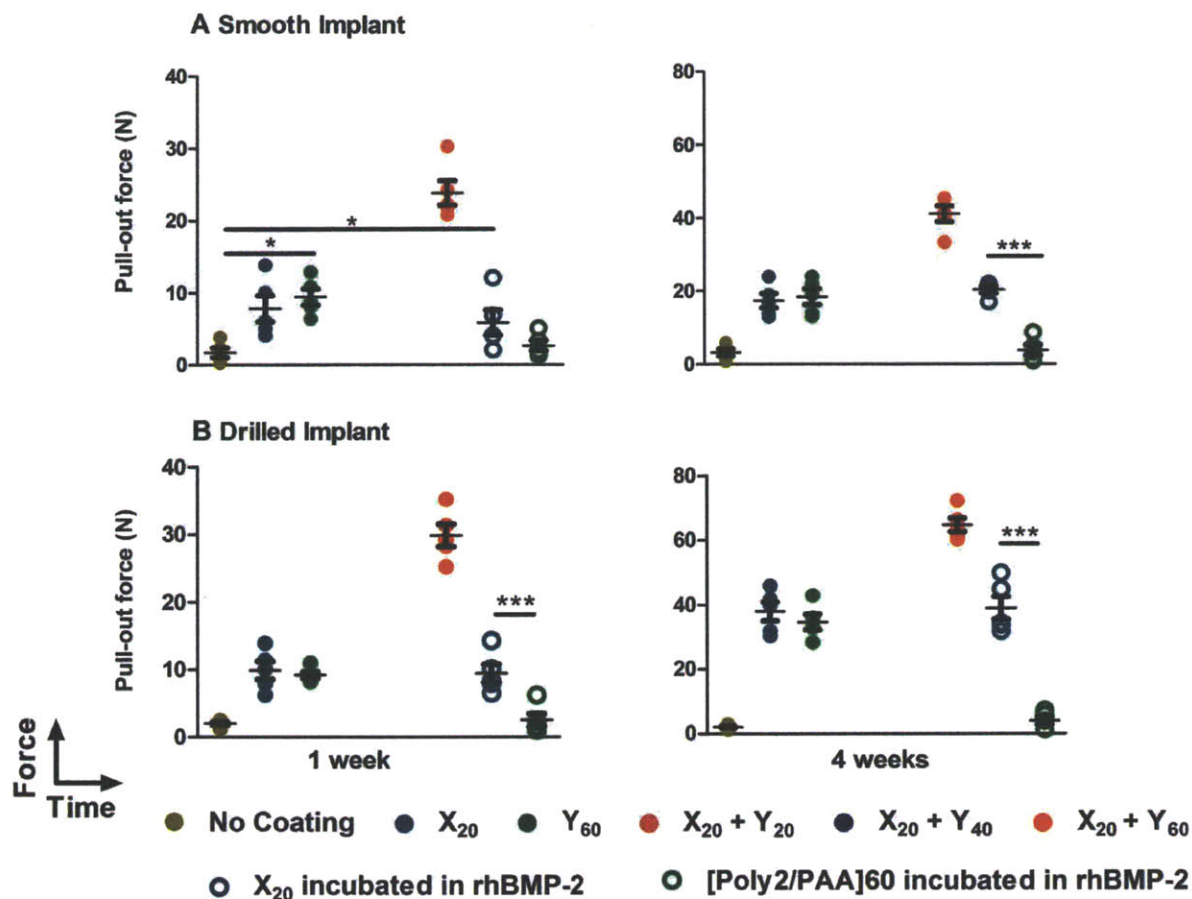 A Smooth Implant
Pull-out force (N)
40
30
20
10
0
*
*
80
60
40
20
0
***
B Drilled Implant
Pull-out force (N)
40
30
20
10
0
***
1 week
80
60
40
20
0
***
4 weeks
Force
Time
No Coating X₂₀ Y₆₀ X₂₀ + Y₂₀ X₂₀ + Y₄₀ X₂₀ + Y₆₀
X₂₀ incubated in rhBMP-2 [Poly2/PAA]60 incubated in rhBMP-2